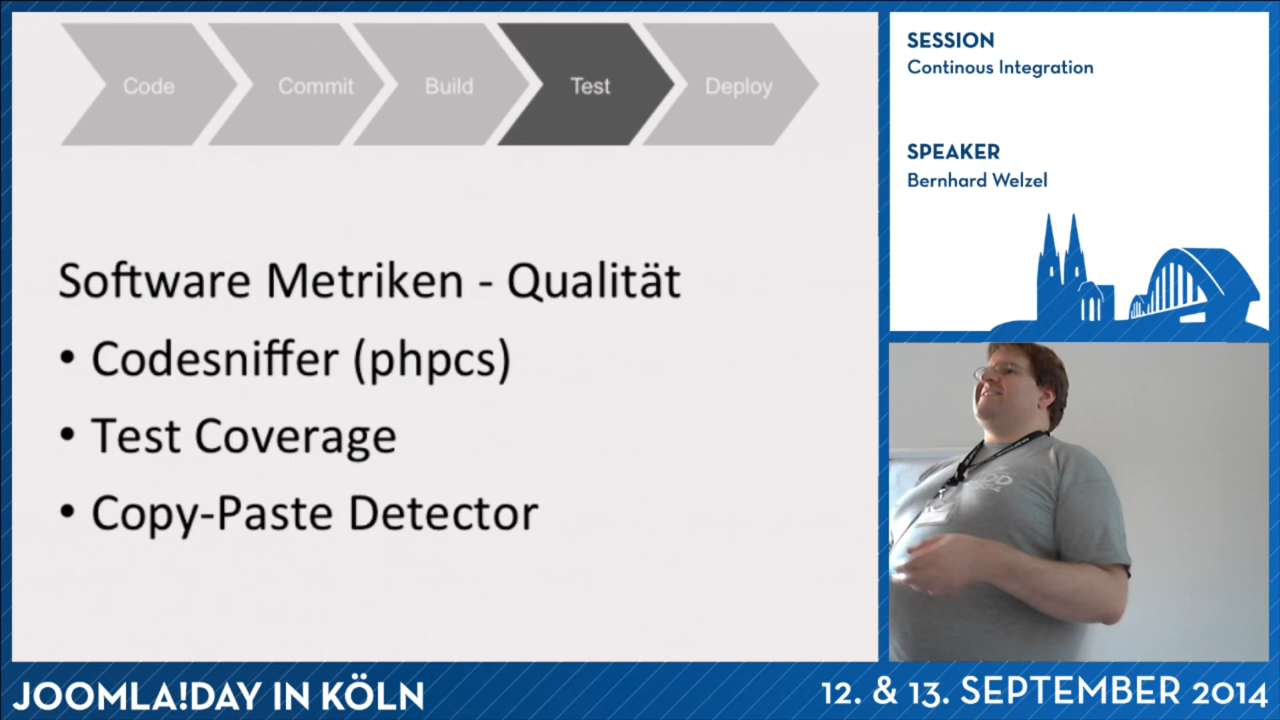 Code
Commit
Build
Test
Deploy
Software Metriken - Qualität
• Codesniffer (phpcs)
• Test Coverage
• Copy-Paste Detector
SESSION
Continous Integration
SPEAKER
Bernhard Welzel
JOOMLA!DAY IN KÖLN
12. & 13. SEPTEMBER 2014